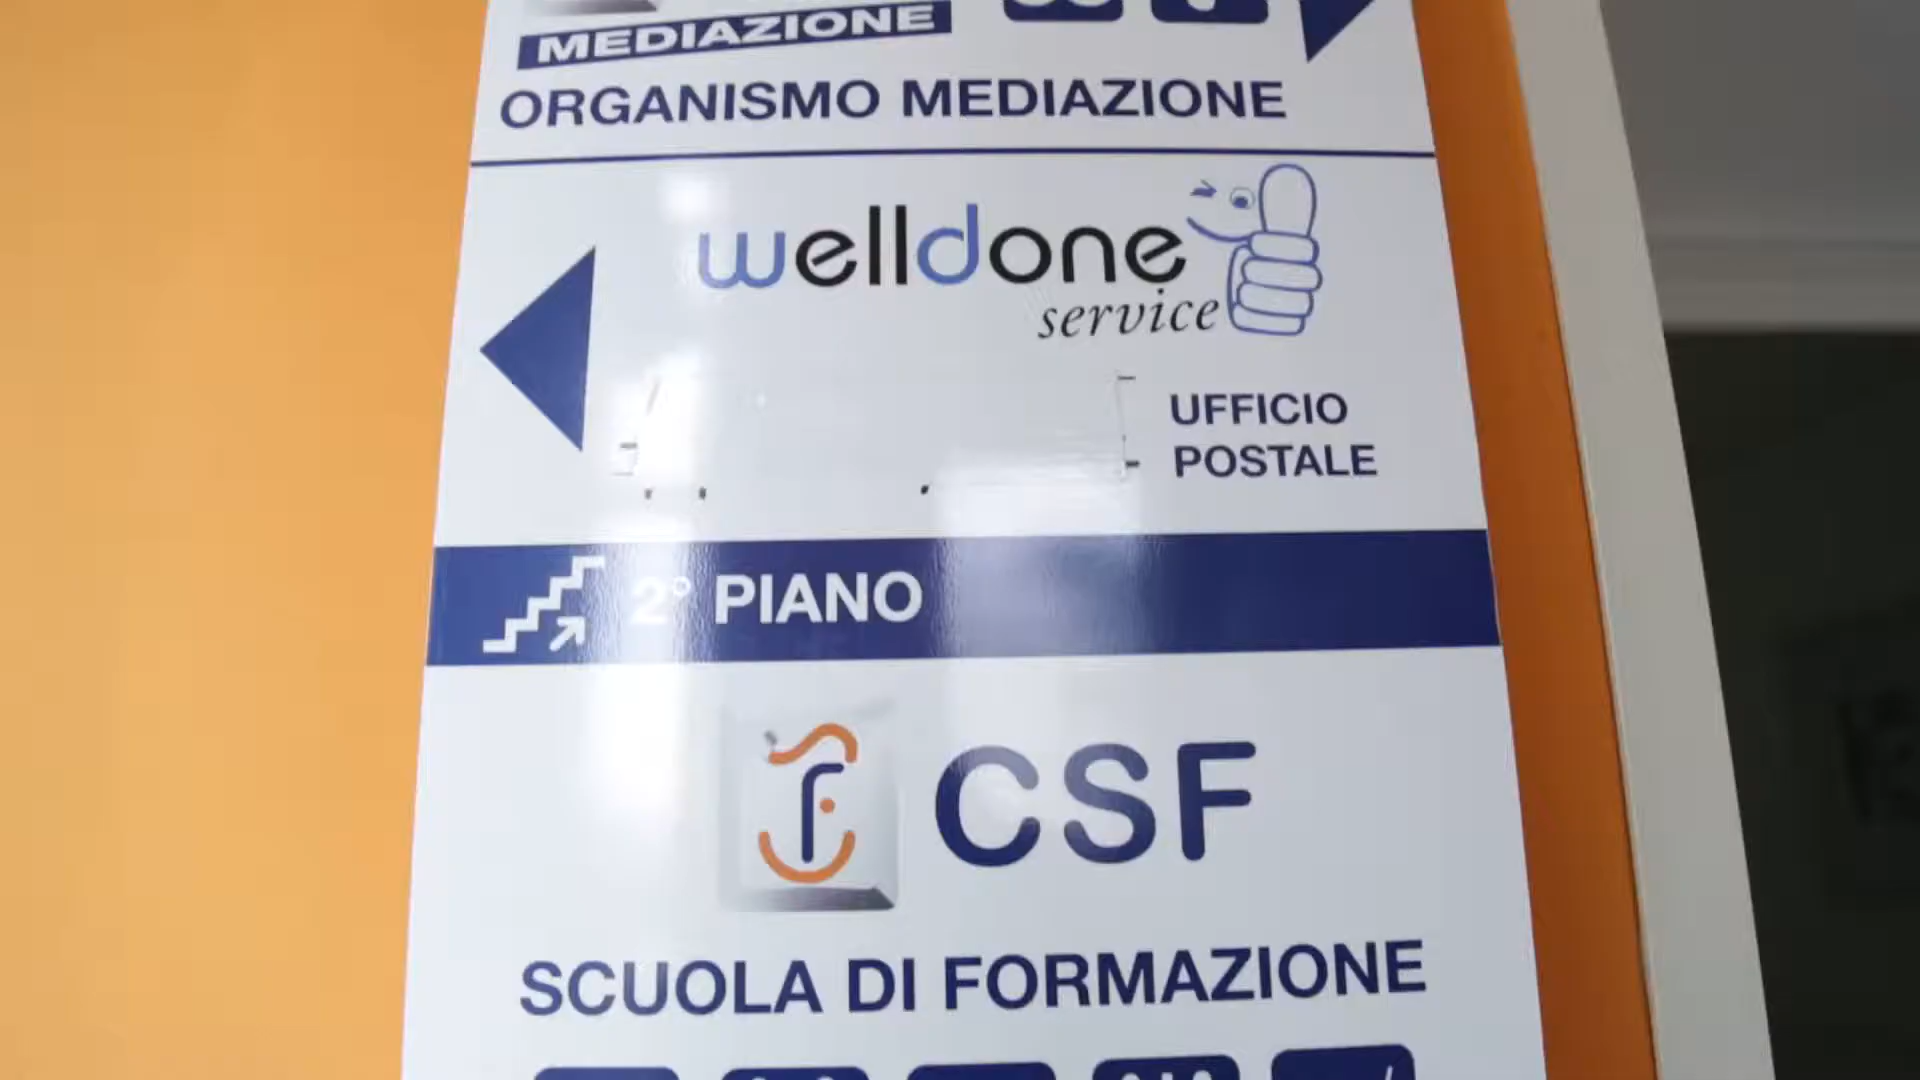 MEDIAZIONE
ORGANISMO MEDIAZIONE
welldone
service
UFFICIO
POSTALE
2° PIANO
CSF
SCUOLA DI FORMAZIONE